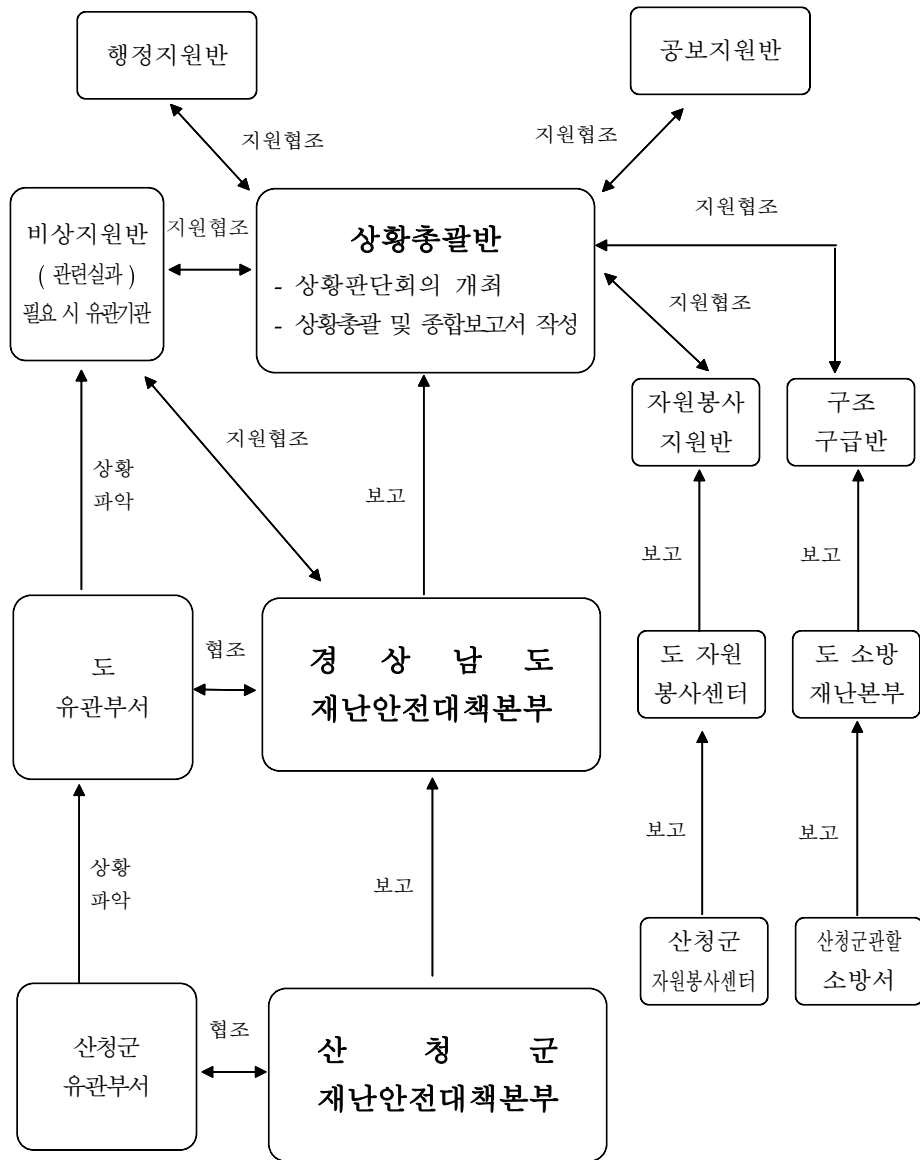 행정지원반
공보지원반
지원협조
지원협조
비상지원반
( 관련실과 )
필요 시 유관기관
지원협조
상황총괄반
- 상황판단회의 개최
- 상황총괄 및 종합보고서 작성
지원협조
지원협조
자원봉사
지원반
구조
구급반
상황
파악
지원협조
보고
보고
보고
도
유관부서
협조
경 상 남 도
재난안전대책본부
도 자원
봉사센터
도 소방
재난본부
상황
파악
보고
보고
보고
산청군
자원봉사센터
산청군관할
소방서
산청군
유관부서
협조
산 청 군
재난안전대책본부